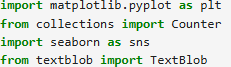 import matplotlib.pyplot as plt
from collections import Counter
import seaborn as sns
from textblob import TextBlob